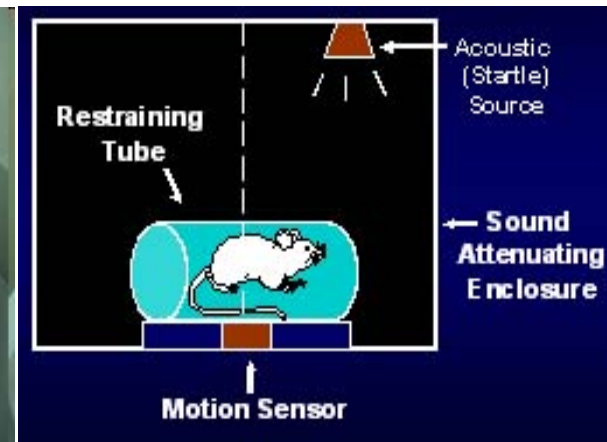 Acoustic
(Startle)
Source
Restraining
Tube
Sound
Attenuating
Enclosure
Motion Sensor